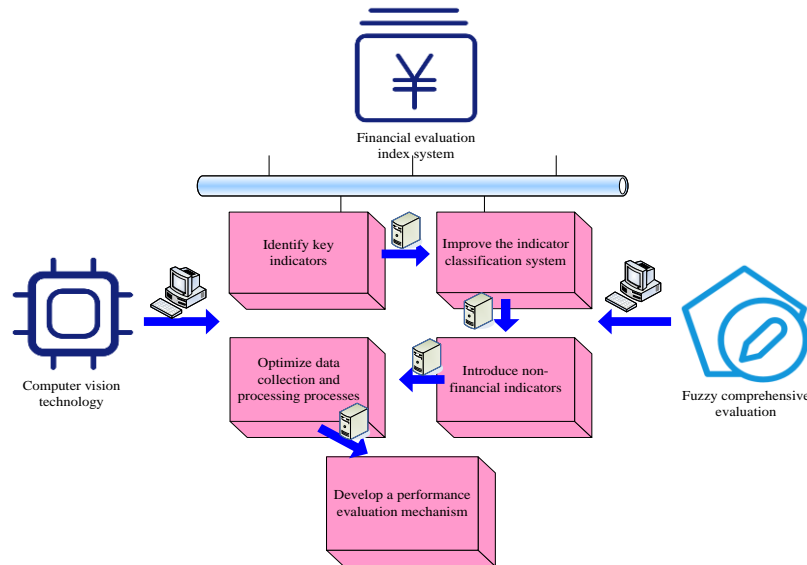 ¥
Financial evaluation
index system
Identify key
indicators
Improve the indicator
classification system
Computer vision
technology
Optimize data
collection and
processing processes
Introduce non-
financial indicators
Fuzzy comprehensive
evaluation
Develop a performance
evaluation mechanism